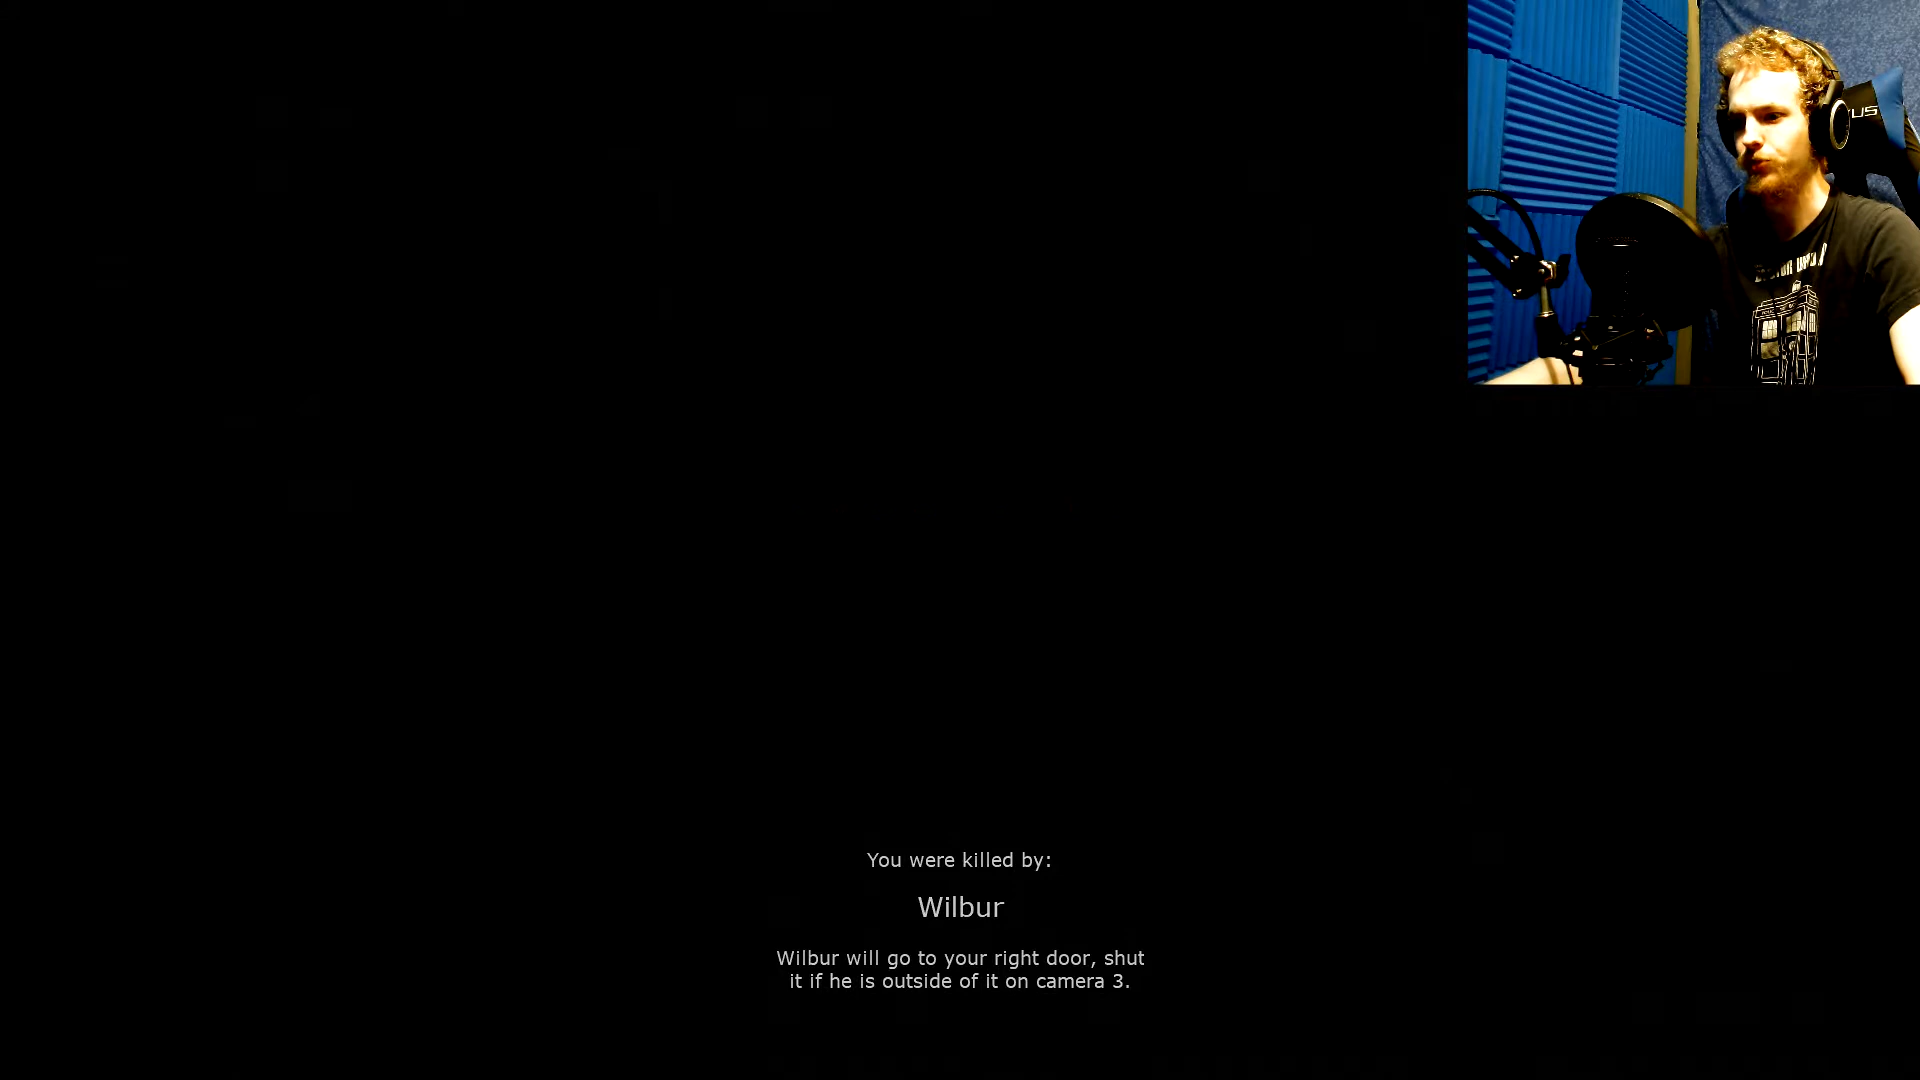 You were killed by:
Wilbur
Wilbur will go to your right door, shut
it if he is outside of it on camera 3.
US